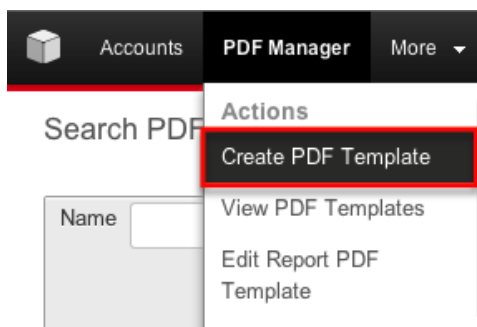 Accounts PDF Manager More
Search PDF
Actions
Create PDF Template
Name
View PDF Templates
Edit Report PDF
Template